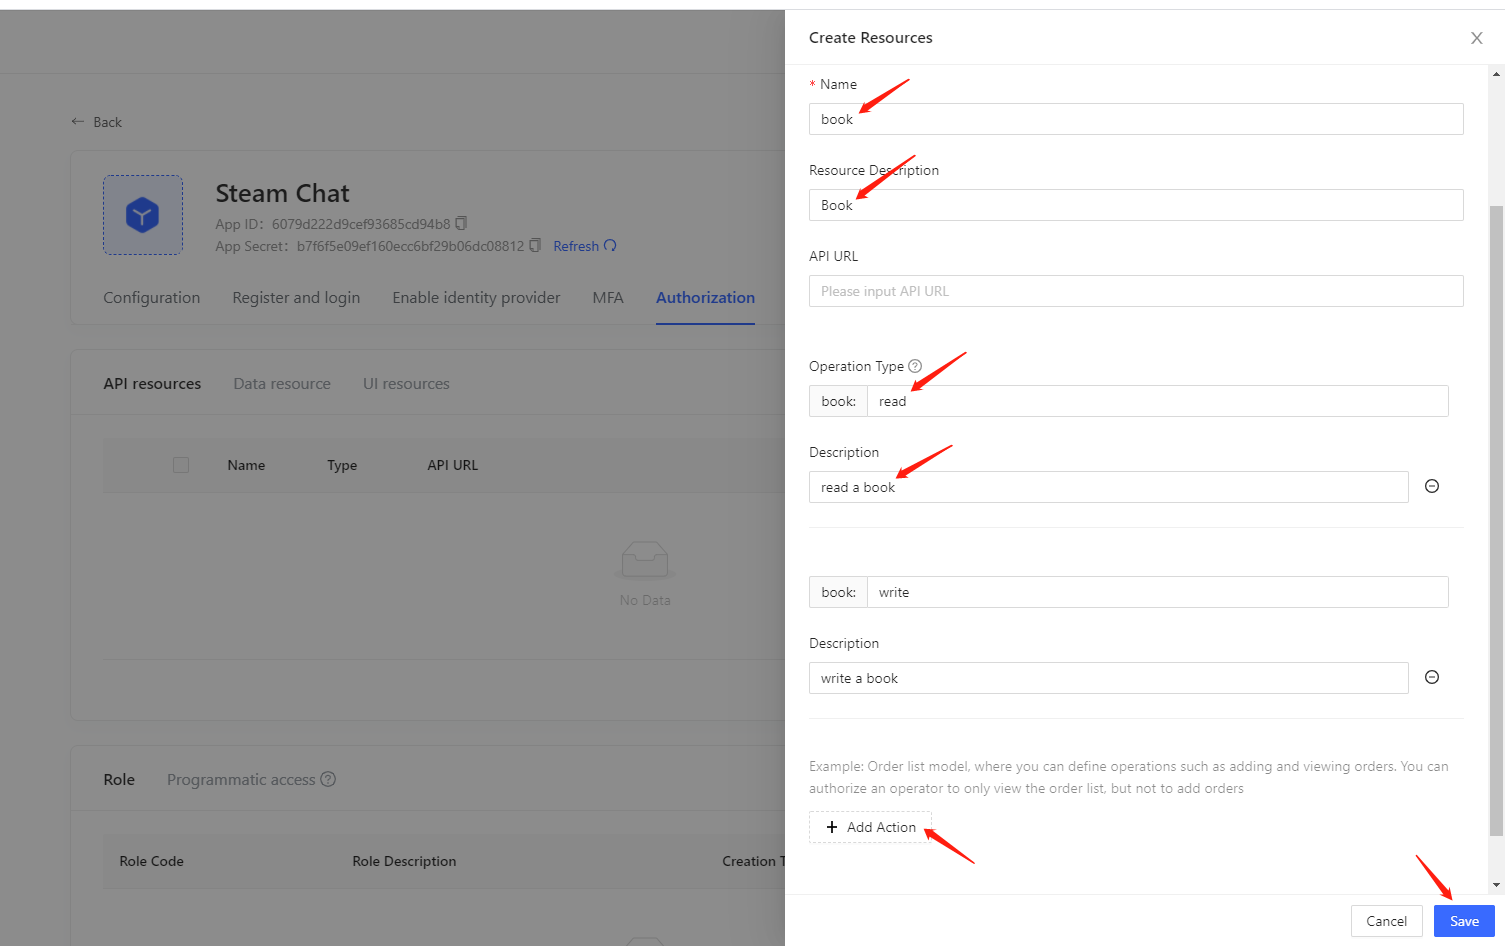 Back
Steam Chat
App ID: 6079d222d9cef93685cd94b8
App Secret: b7f6f5e09ef160ecc6bf29b06dc08812 Refresh
Configuration Register and login Enable identity provider MFA Authorization
API resources Data resource UI resources
Name Type API URL
No Data
Role Programmatic access
Role Code Role Description Creation T
Create Resources
* Name
book
Resource Description
Book
API URL
Please input API URL
Operation Type
book: read
Description
read a book
book: write
Description
write a book
Example: Order list model, where you can define operations such as adding and viewing orders. You can
authorize an operator to only view the order list, but not to add orders
+ Add Action
Cancel Save